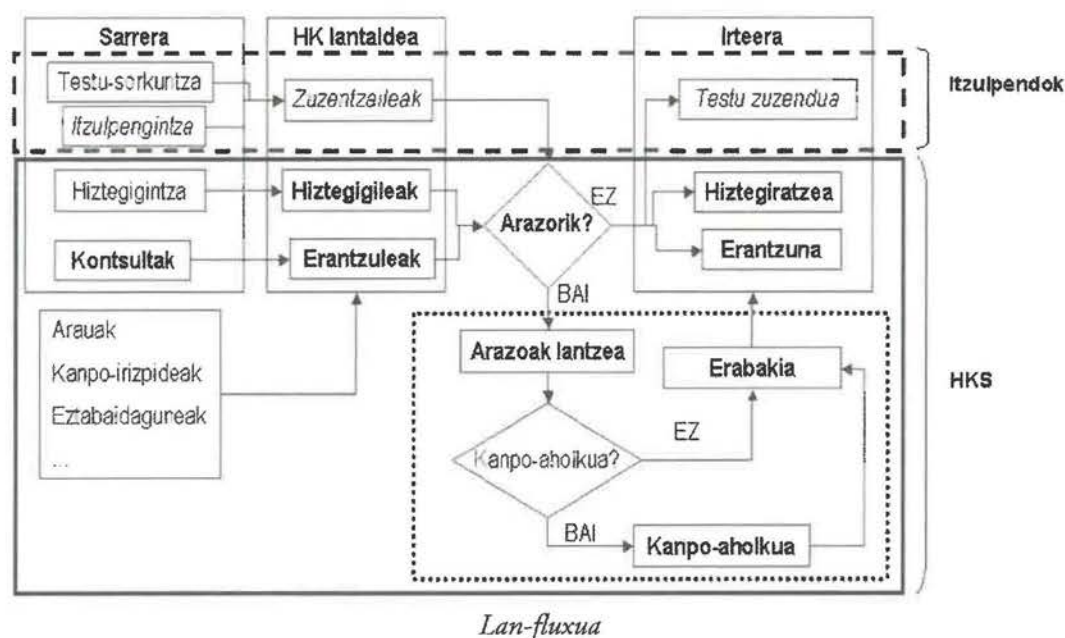 Sarrera
HK lantaldea
Irteera
Testu-sorkuntza
Itzulpengintza
Zuzentzaileak
Testu zuzendua
Itzulpendok
Hiztegigintza
Hiztegigileak
Kontsultak
Erantzuleak
Arazorik?
EZ
Hiztegiratzea
Erantzuna
BAI
Arauak
Kanpo-irizpideak
Eztabaidaguneak
...
Arazoak lantzea
Erabakia
HKS
Kanpo-aholkua?
EZ
BAI
Kanpo-aholkua
Lan-fluxua